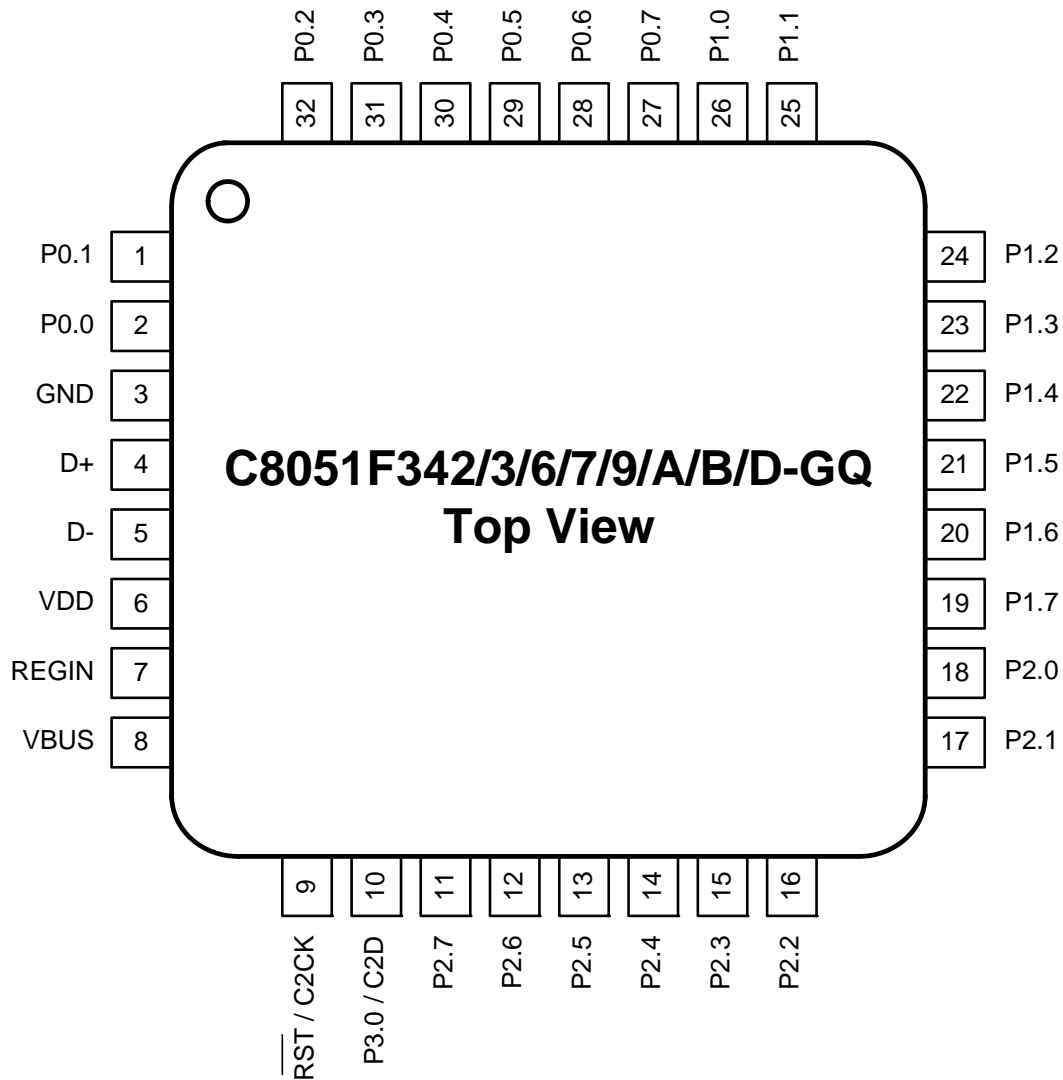 P0.2
P0.3
P0.4
P0.5
P0.6
P0.7
P1.0
P1.1
32
31
30
29
28
27
26
25
P0.1 1
P0.0 2
GND 3
D+ 4
D- 5
VDD 6
REGIN 7
VBUS 8
C8051F342/3/6/7/9/A/B/D-GQ
Top View
24 P1.2
23 P1.3
22 P1.4
21 P1.5
20 P1.6
19 P1.7
18 P2.0
17 P2.1
9
10
11
12
13
14
15
16
RST / C2CK
P3.0 / C2D
P2.7
P2.6
P2.5
P2.4
P2.3
P2.2